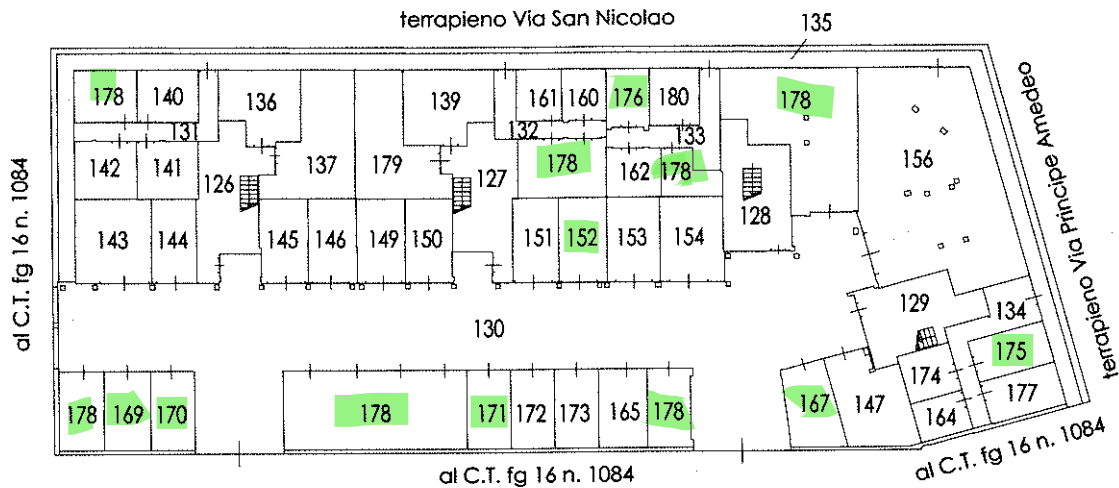 terrapieno Via San Nicolao
135
178 140 136 139 161 160 176 180 178
131 132 133
142 141 126 137 179 127 178 162 178 128 156
143 144 145 146 149 150 151 152 153 154
al C.T. fg 16 n. 1084
terrapieno Via Principe Amedeo
130
129 134
175
174
177
178 169 170 178 171 172 173 165 178 167 147 164
al C.T. fg 16 n. 1084
al C.T. fg 16 n. 1084